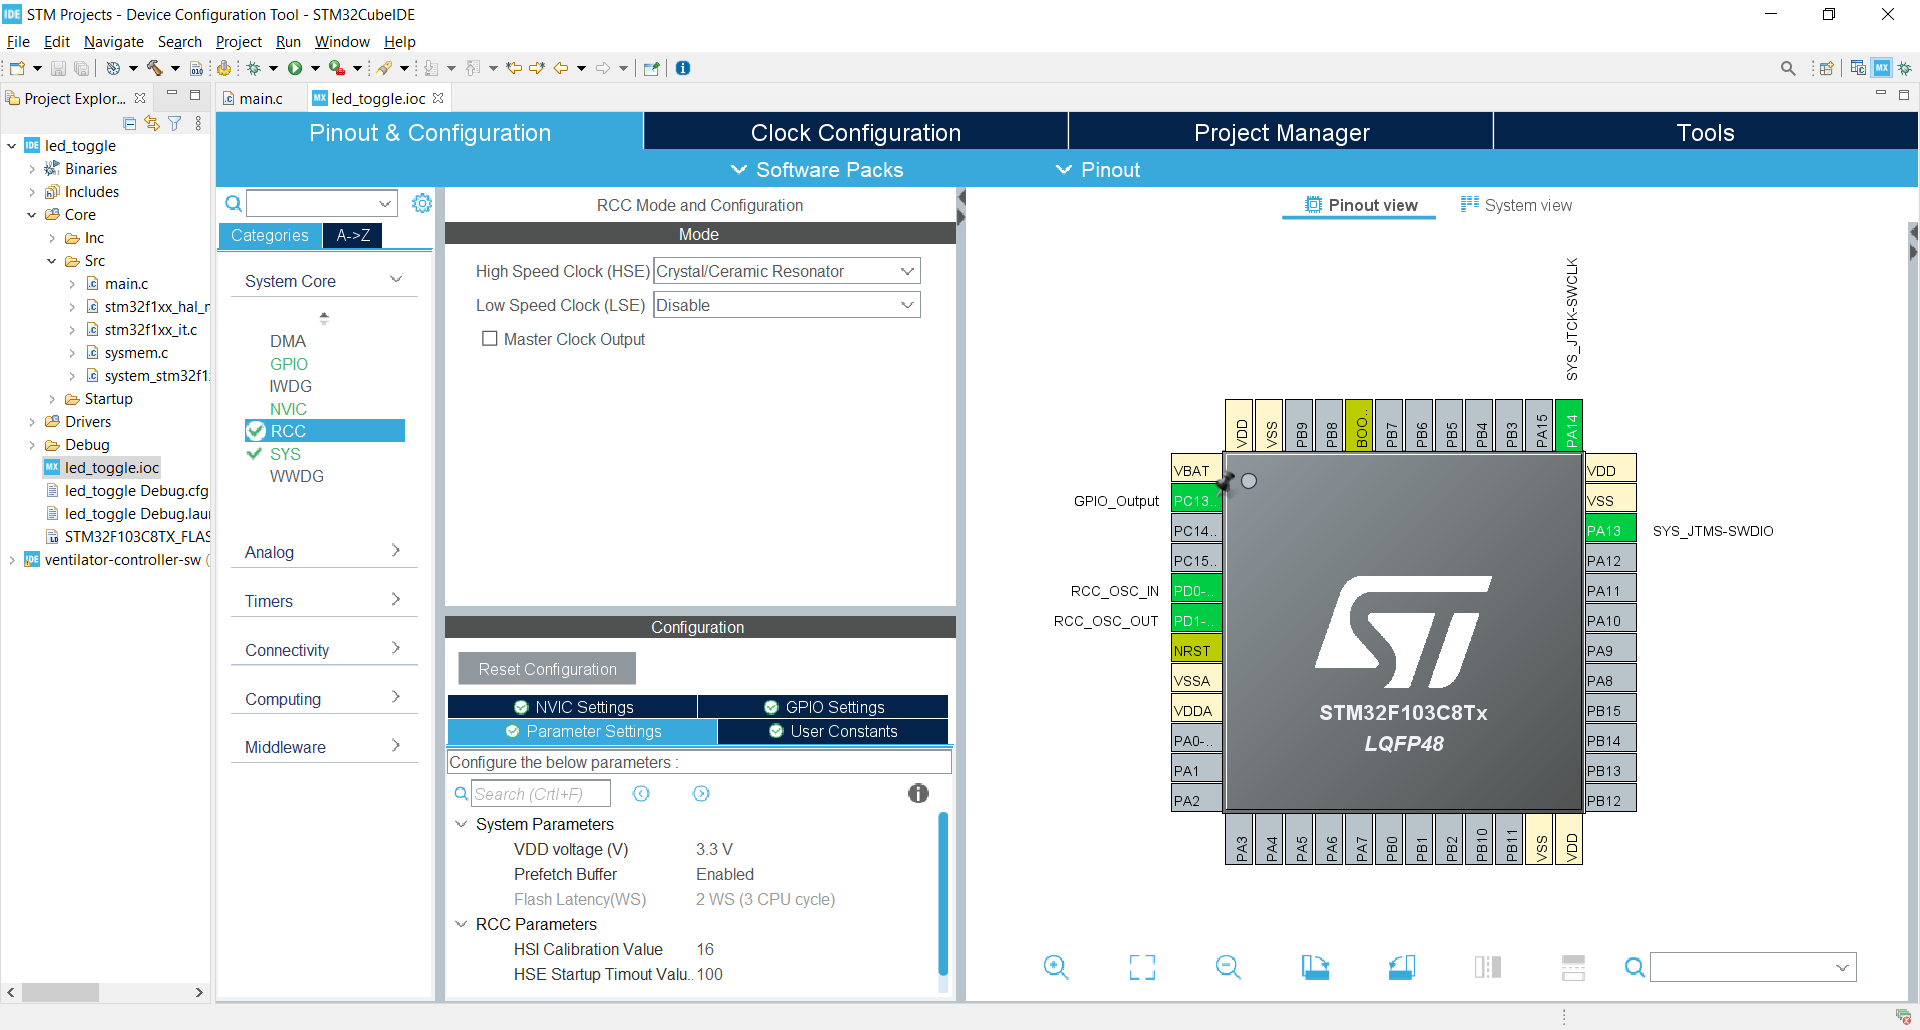 IDE STM Projects - Device Configuration Tool - STM32CubeIDE
File Edit Navigate Search Project Run Window Help
Project Explor...
main.c
MX led_toggle.ioc
IDE led_toggle
Binaries
Includes
Core
Inc
Src
main.c
stm32f1xx_hal_r
stm32f1xx_it.c
sysmem.c
system_stm32f1
Startup
Drivers
Debug
MX led_toggle.ioc
led_toggle Debug.cfg
led_toggle Debug.lau
STM32F103C8TX_FLAS
IDE ventilator-controller-sw (
Pinout & Configuration
Clock Configuration
Project Manager
Tools
Software Packs
Pinout
Categories
A->Z
System Core
DMA
GPIO
IWDG
NVIC
RCC
SYS
WWDG
Analog
Timers
Connectivity
Computing
Middleware
RCC Mode and Configuration
Mode
High Speed Clock (HSE) Crystal/Ceramic Resonator
Low Speed Clock (LSE) Disable
Master Clock Output
Configuration
Reset Configuration
NVIC Settings
GPIO Settings
Parameter Settings
User Constants
Configure the below parameters :
Search (Crtl+F)
System Parameters
VDD voltage (V) 3.3 V
Prefetch Buffer Enabled
Flash Latency(WS) 2 WS (3 CPU cycle)
RCC Parameters
HSI Calibration Value 16
HSE Startup Timout Valu.. 100
Pinout view
System view
SYS_JTCK-SWCLK
VDD
VSS
PB9
PB8
BOO..
PB7
PB6
PB5
PB4
PB3
PA15
PA14
VBAT
GPIO_Output PC13..
PC14..
PC15..
RCC_OSC_IN PD0-..
RCC_OSC_OUT PD1-..
NRST
VSSA
VDDA
PA0-..
PA1
PA2
STM32F103C8Tx
LQFP48
VDD
VSS
PA13 SYS_JTMS-SWDIO
PA12
PA11
PA10
PA9
PA8
PB15
PB14
PB13
PB12
PA3
PA4
PA5
PA6
PA7
PB0
PB1
PB2
PB10
PB11
VSS
VDD